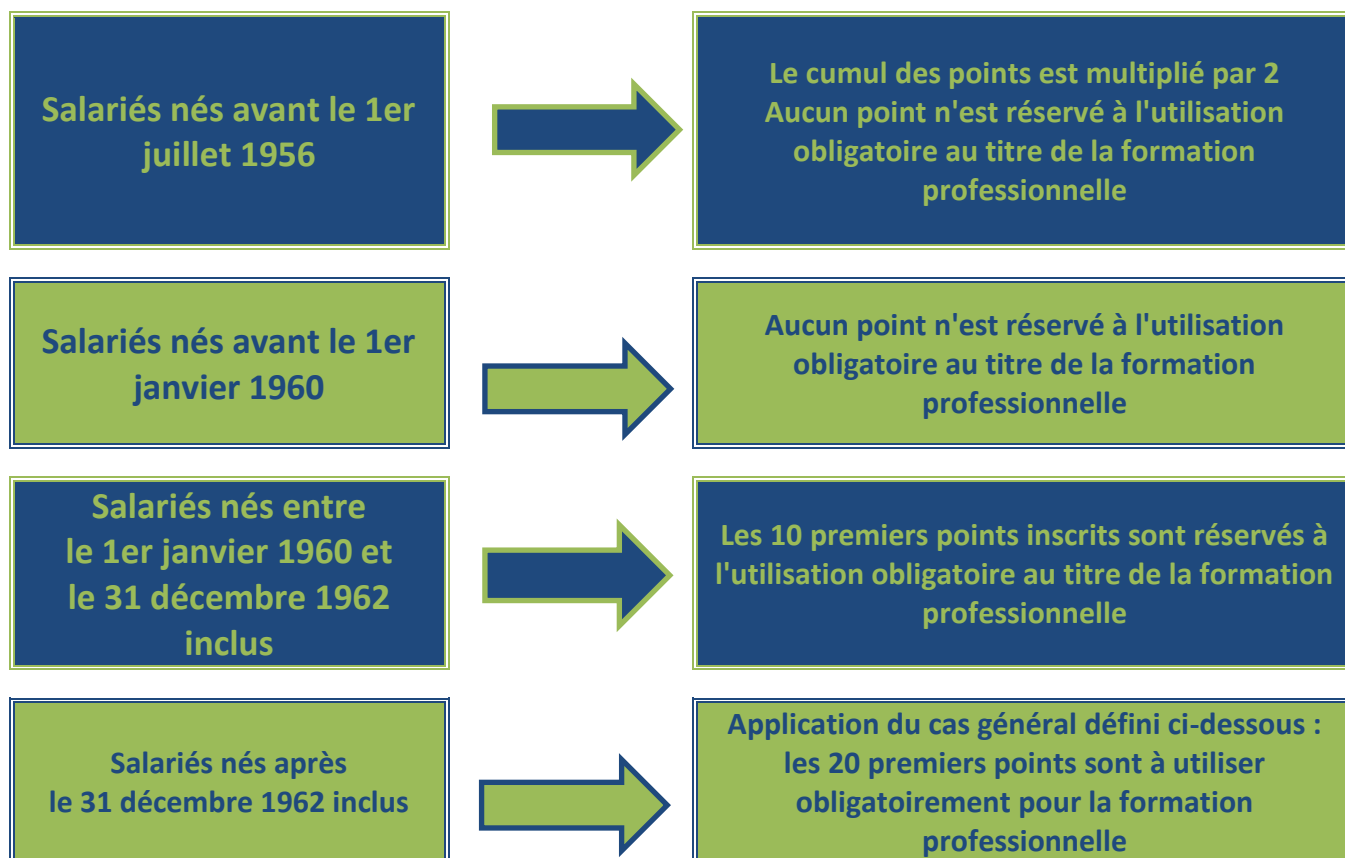 Salariés nés avant le 1er
juillet 1956
Le cumul des points est multiplié par 2
Aucun point n'est réservé à l'utilisation
obligatoire au titre de la formation
professionnelle
Salariés nés avant le 1er
janvier 1960
Aucun point n'est réservé à l'utilisation
obligatoire au titre de la formation
professionnelle
Salariés nés entre
le 1er janvier 1960 et
le 31 décembre 1962
inclus
Les 10 premiers points inscrits sont réservés à
l'utilisation obligatoire au titre de la formation
professionnelle
Salariés nés après
le 31 décembre 1962 inclus
Application du cas général défini ci-dessous :
les 20 premiers points sont à utiliser
obligatoirement pour la formation
professionnelle